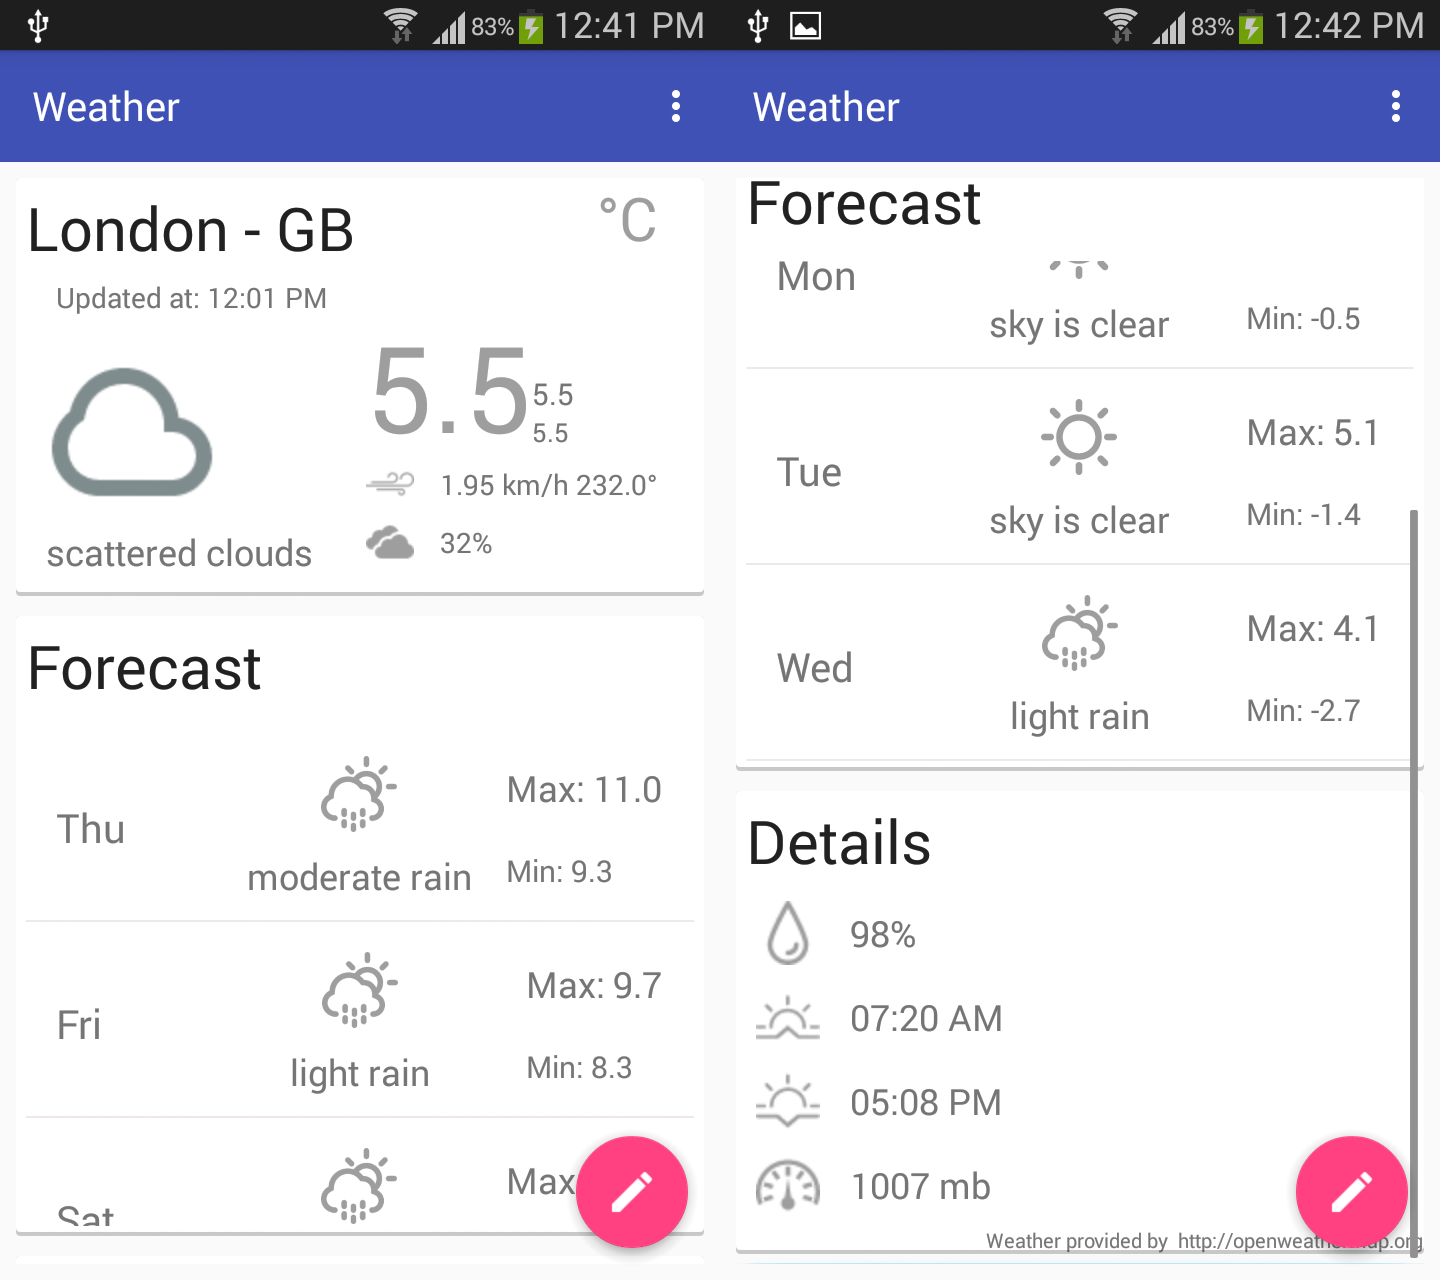 83% 12:41 PM
Weather
London - GB
°C
Updated at: 12:01 PM
5.5
5.5
5.5
1.95 km/h 232.0°
32%
scattered clouds
Forecast
Thu
moderate rain
Max: 11.0
Min: 9.3
Fri
light rain
Max: 9.7
Min: 8.3
Sat
Max
83% 12:42 PM
Weather
Forecast
Mon
sky is clear
Min: -0.5
Tue
sky is clear
Max: 5.1
Min: -1.4
Wed
light rain
Max: 4.1
Min: -2.7
Details
98%
07:20 AM
05:08 PM
1007 mb
Weather provided by